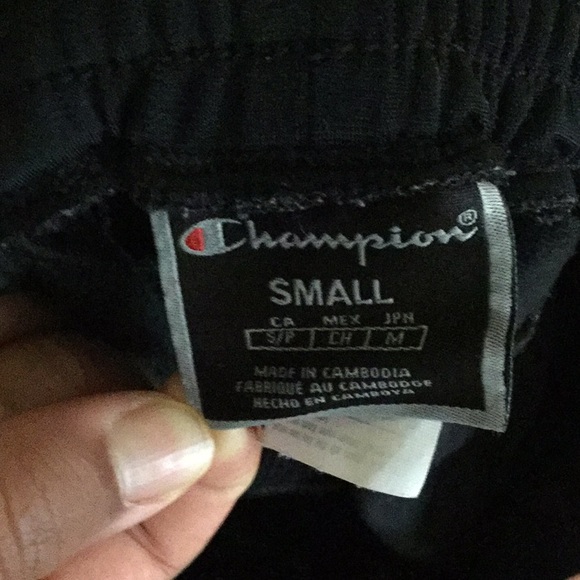 Champion®
SMALL
CA MEX JPN
S/P CH M
MADE IN CAMBODIA
FABRIQUÉ AU CAMBODGE
HECHO EN CAMBOYA